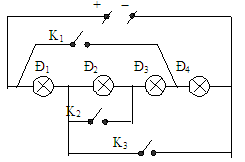 + −
K1
Đ1 Đ2 Đ3 Đ4
K2
K3